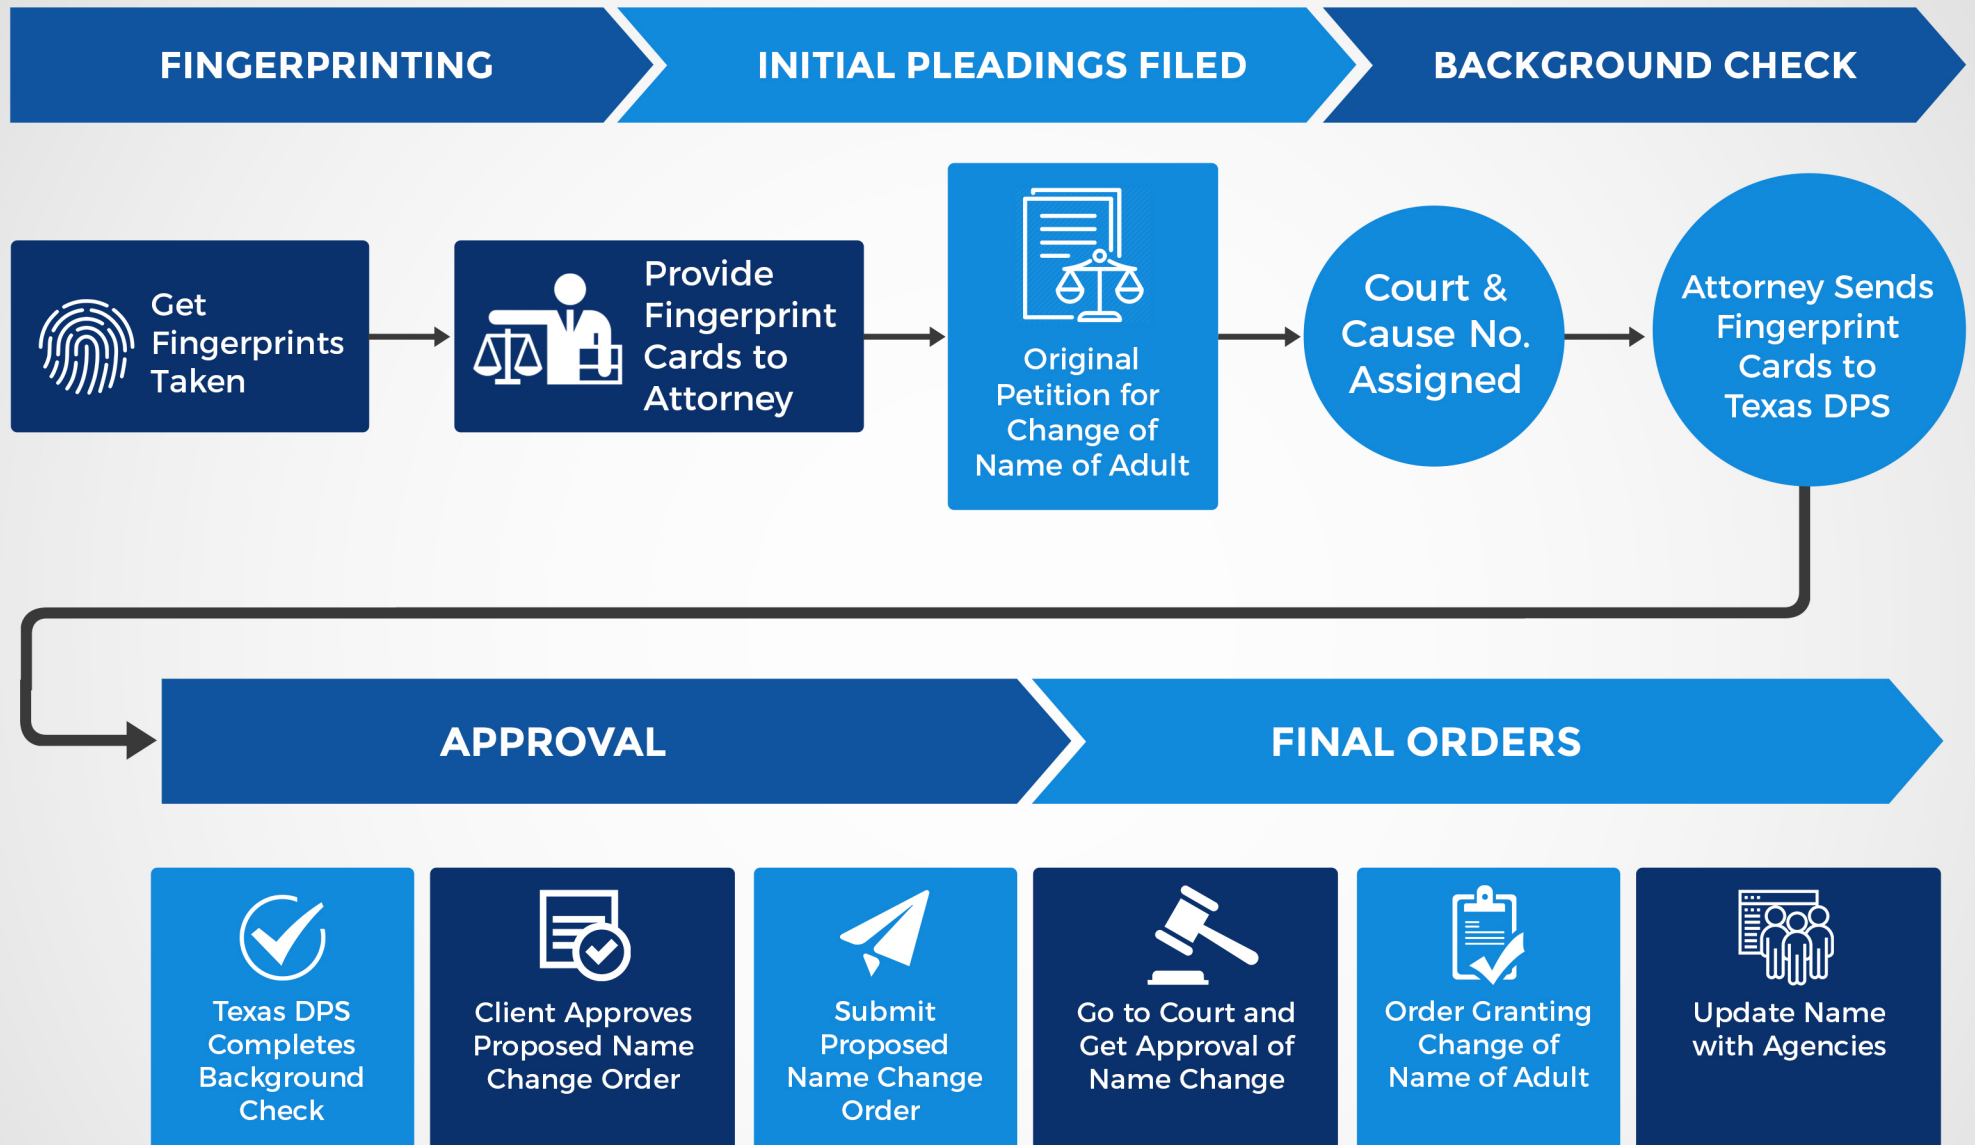 FINGERPRINTING
INITIAL PLEADINGS FILED
BACKGROUND CHECK
Get
Fingerprints
Taken
Provide
Fingerprint
Cards to
Attorney
Original
Petition for
Change of
Name of Adult
Court &
Cause No.
Assigned
Attorney Sends
Fingerprint
Cards to
Texas DPS
APPROVAL
FINAL ORDERS
Texas DPS
Completes
Background
Check
Client Approves
Proposed Name
Change Order
Submit
Proposed
Name Change
Order
Go to Court and
Get Approval of
Name Change
Order Granting
Change of
Name of Adult
Update Name
with Agencies